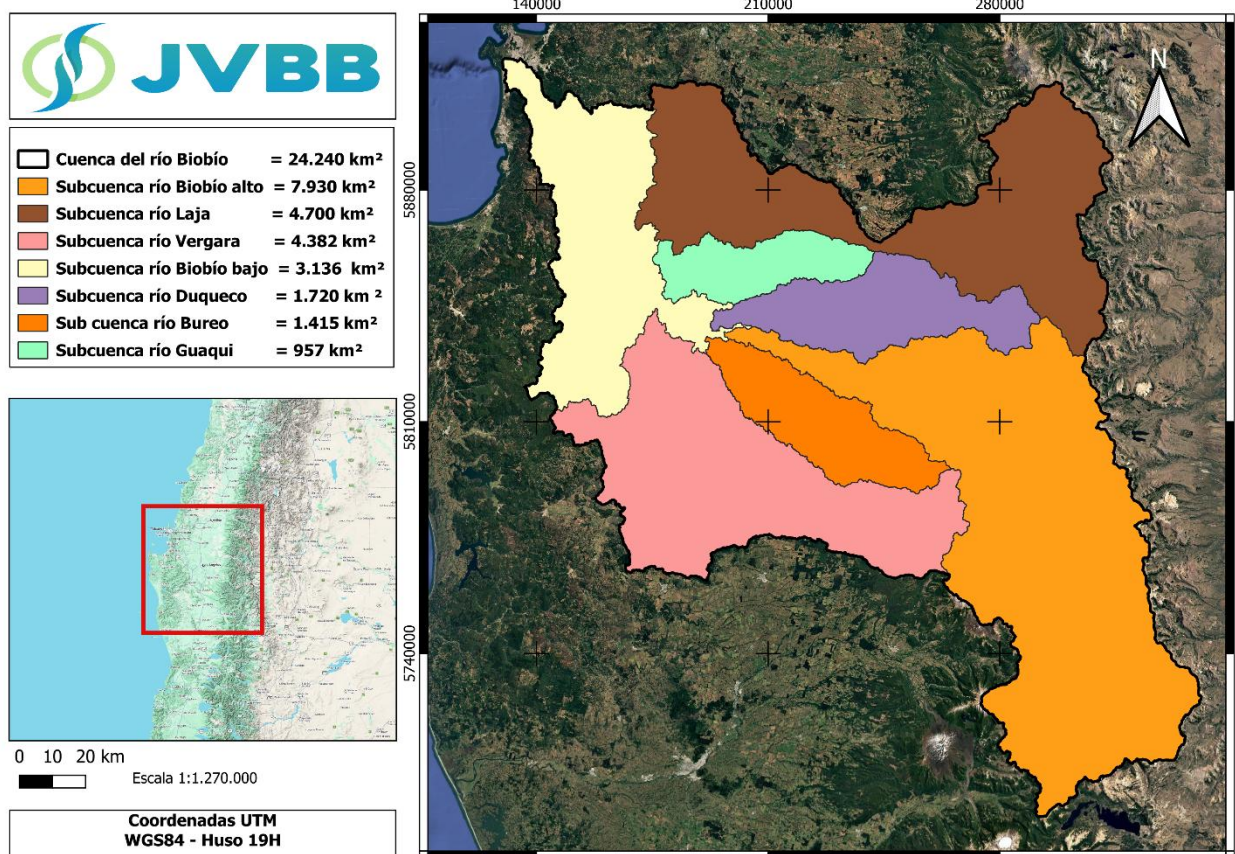 JVBB
Cuenca del río Biobío = 24.240 km²
Subcuenca río Biobío alto = 7.930 km²
Subcuenca río Laja = 4.700 km²
Subcuenca río Vergara = 4.382 km²
Subcuenca río Biobío bajo = 3.136 km²
Subcuenca río Duqueco = 1.720 km ²
Sub cuenca río Bureo = 1.415 km²
Subcuenca río Guaqui = 957 km²
0 10 20 km
Escala 1:1.270.000
Coordenadas UTM
WGS84 - Huso 19H
140000 210000 280000
N
5880000
5810000
5740000